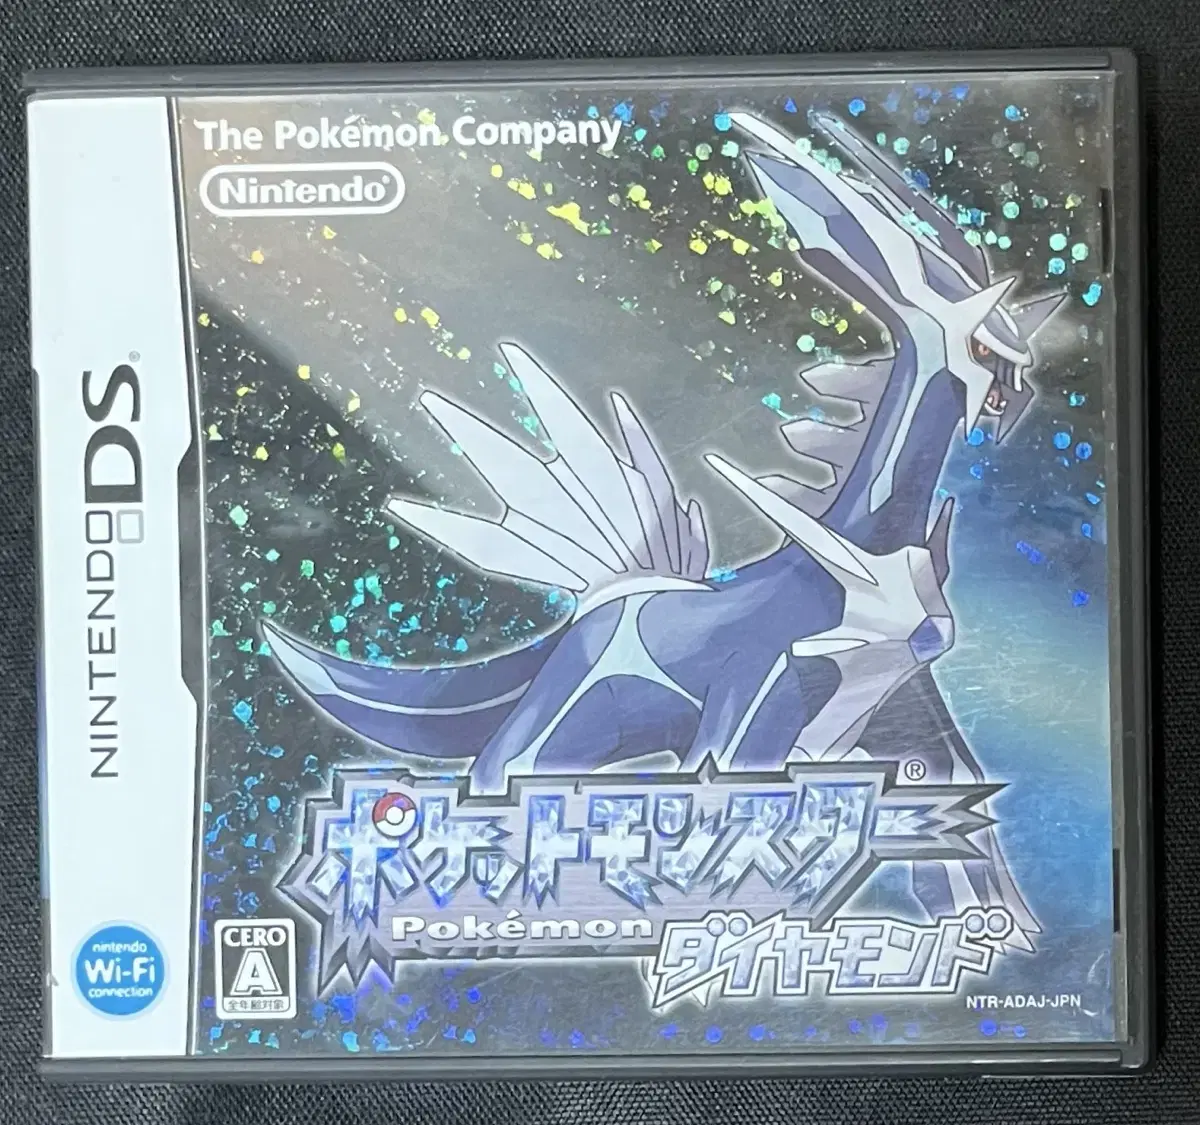 The Pokémon Company
Nintendo®
NINTENDO DS®
ポケットモンスター®
Pokémon ダイヤモンド
nintendo
Wi-Fi
connection
CERO
A
全年齢対象
NTR-ADAJ-JPN